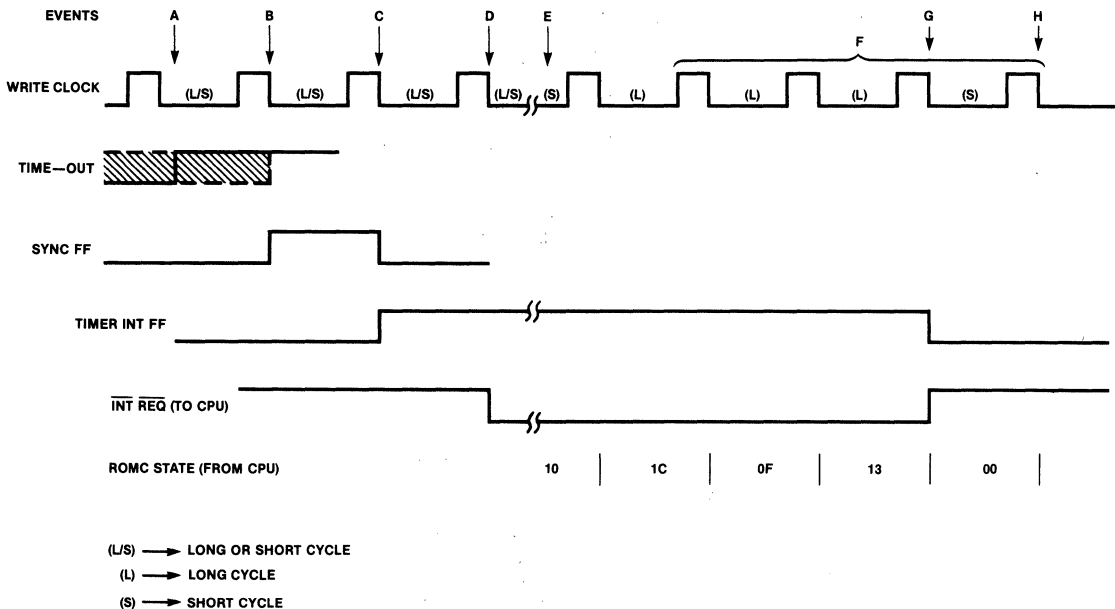 EVENTS A B C D E F G H
WRITE CLOCK (L/S) (L/S) (L/S) (L/S) (S) (L) (L) (L) (S)
TIME—OUT
SYNC FF
TIMER INT FF
INT REQ (TO CPU)
ROMC STATE (FROM CPU) 10 1C 0F 13 00
(L/S) → LONG OR SHORT CYCLE
(L) → LONG CYCLE
(S) → SHORT CYCLE